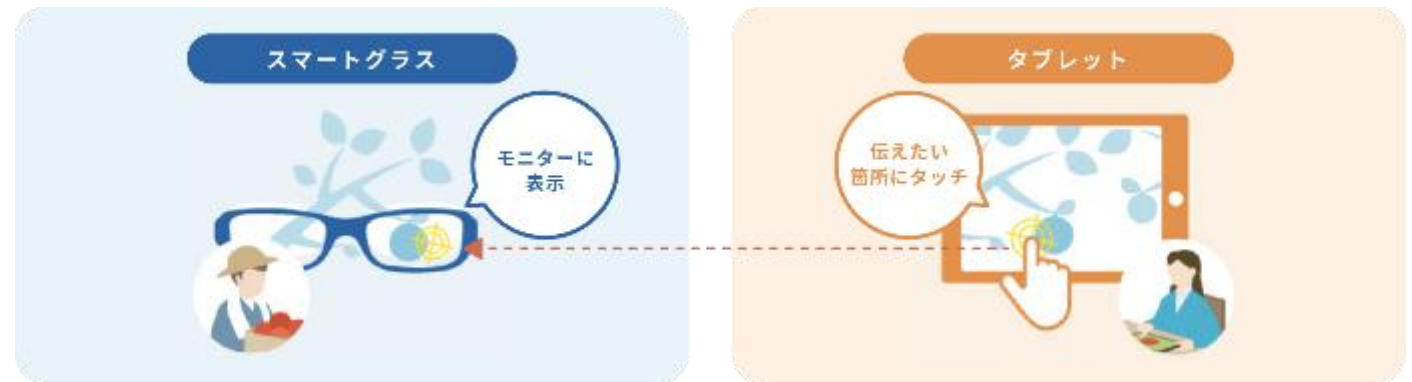 スマートグラス
モニターに
表示
タブレット
伝えたい
箇所にタッチ